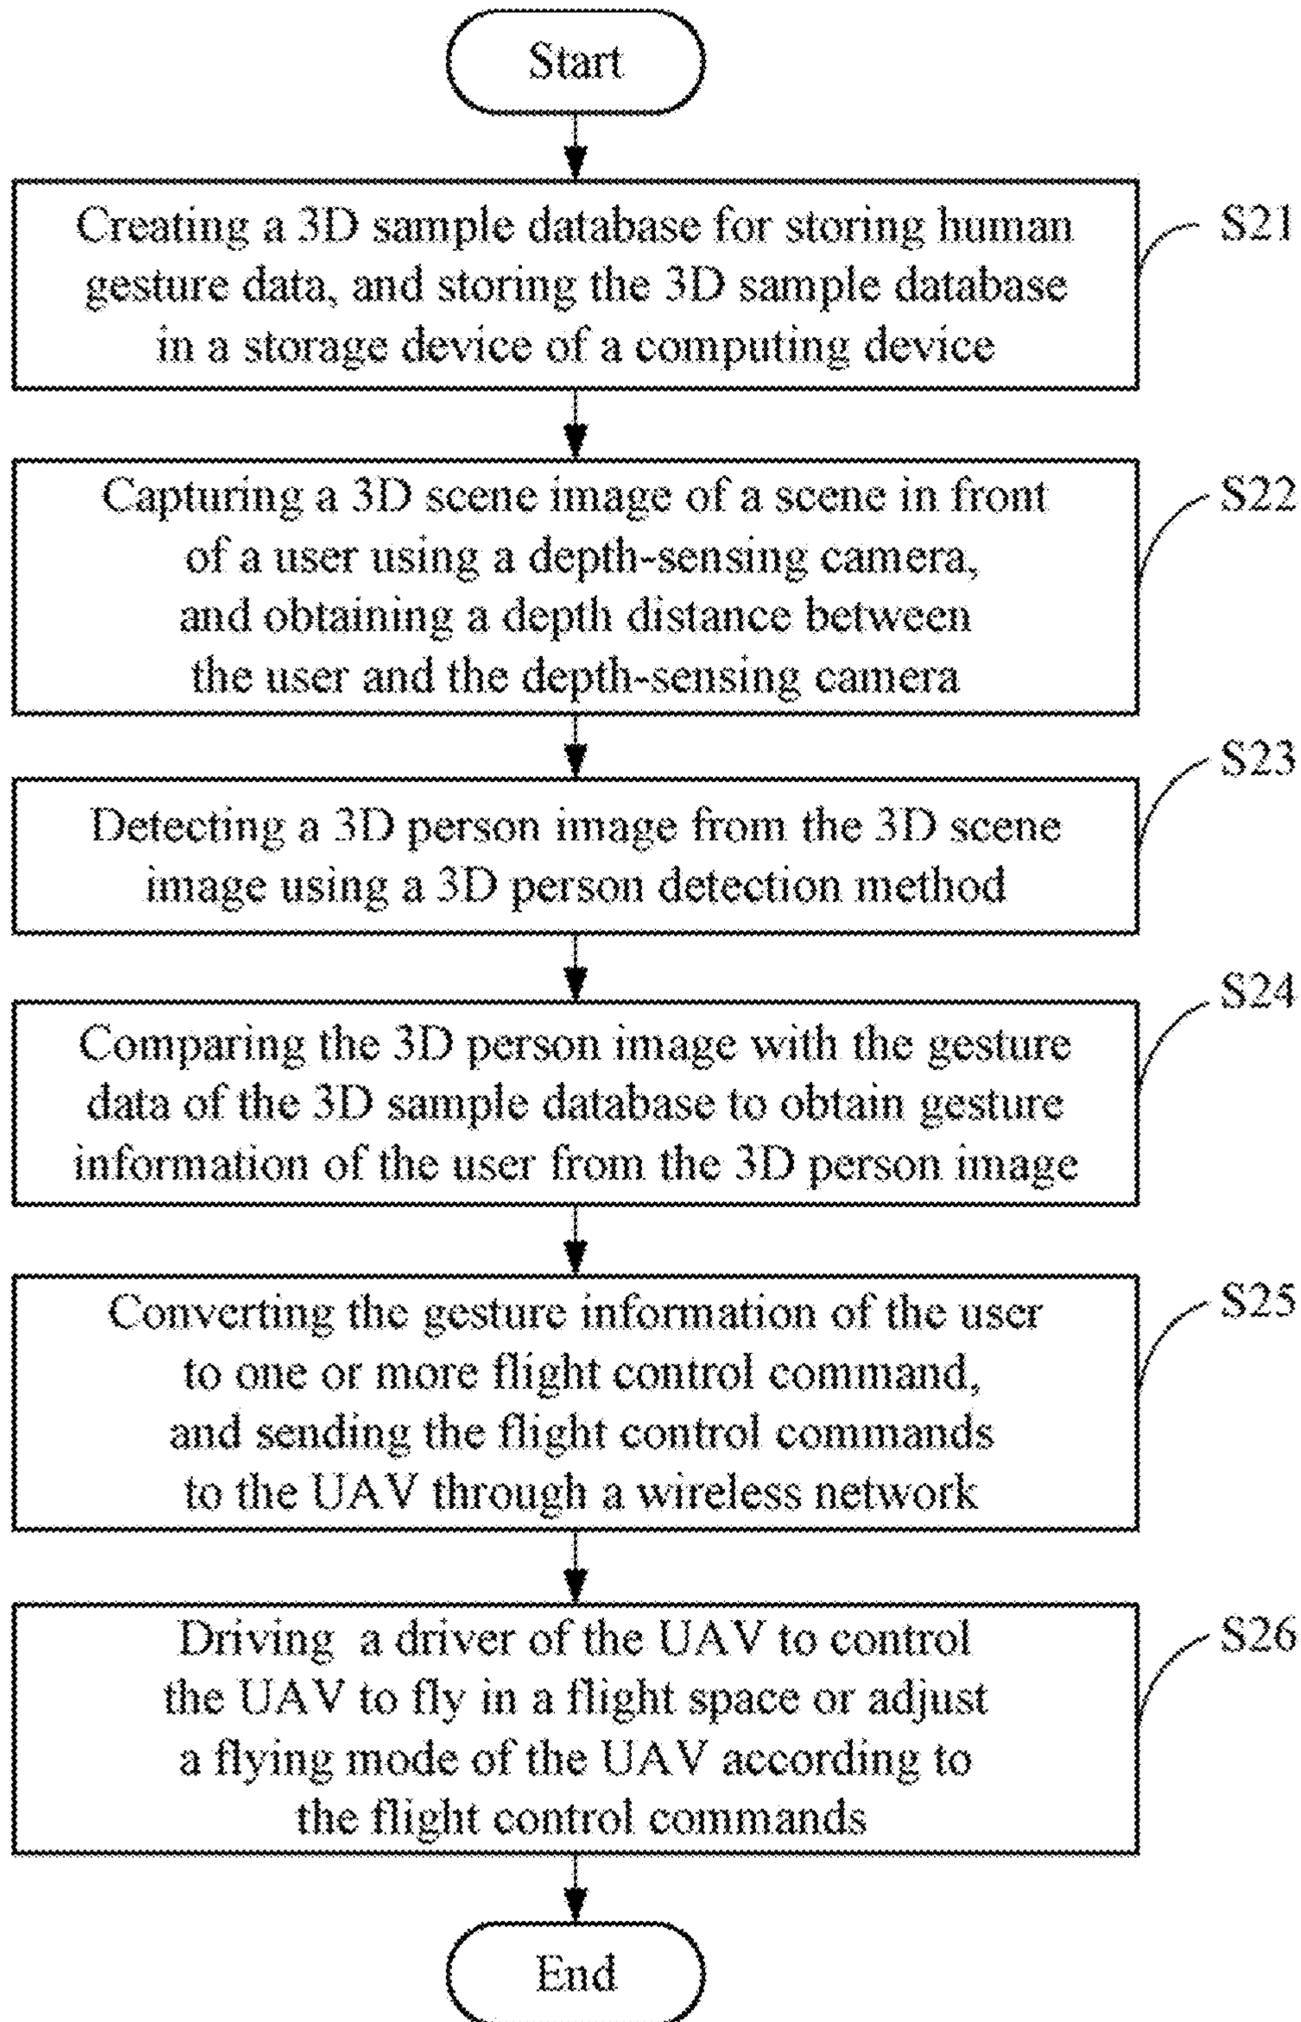 Start
Creating a 3D sample database for storing human
gesture data, and storing the 3D sample database
in a storage device of a computing device
S21
Capturing a 3D scene image of a scene in front
of a user using a depth-sensing camera,
and obtaining a depth distance between
the user and the depth-sensing camera
S22
Detecting a 3D person image from the 3D scene
image using a 3D person detection method
S23
Comparing the 3D person image with the gesture
data of the 3D sample database to obtain gesture
information of the user from the 3D person image
S24
Converting the gesture information of the user
to one or more flight control command,
and sending the flight control commands
to the UAV through a wireless network
S25
Driving a driver of the UAV to control
the UAV to fly in a flight space or adjust
a flying mode of the UAV according to
the flight control commands
S26
End